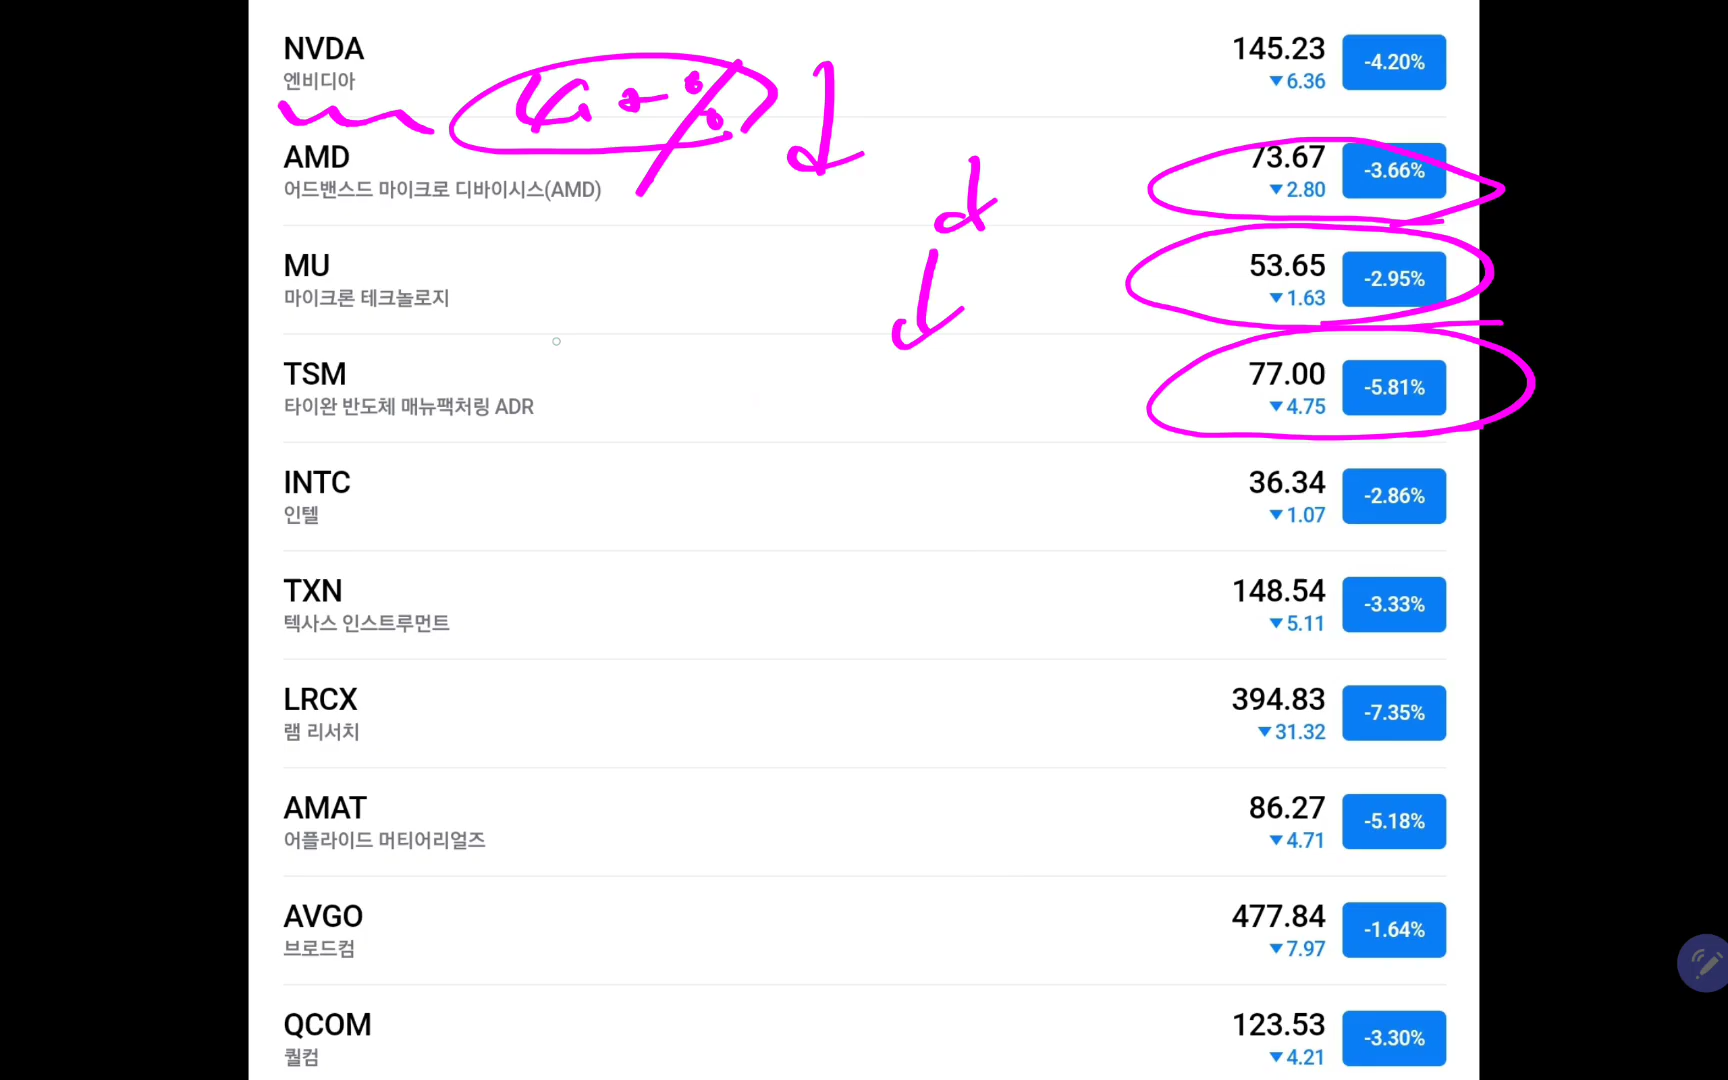 NVDA
엔비디아
145.23
▼6.36
-4.20%
AMD
어드밴스드 마이크로 디바이시스(AMD)
73.67
▼2.80
-3.66%
MU
마이크론 테크놀로지
53.65
▼1.63
-2.95%
TSM
타이완 반도체 매뉴팩처링 ADR
77.00
▼4.75
-5.81%
INTC
인텔
36.34
▼1.07
-2.86%
TXN
텍사스 인스트루먼트
148.54
▼5.11
-3.33%
LRCX
램 리서치
394.83
▼31.32
-7.35%
AMAT
어플라이드 머티어리얼즈
86.27
▼4.71
-5.18%
AVGO
브로드컴
477.84
▼7.97
-1.64%
QCOM
퀄컴
123.53
▼4.21
-3.30%